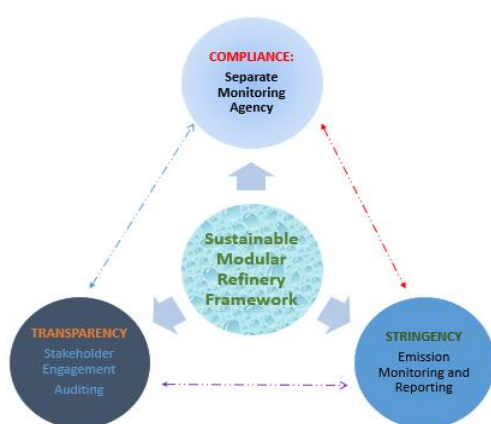 COMPLIANCE:
Separate
Monitoring
Agency
Sustainable
Modular
Refinery
Framework
TRANSPARENCY
Stakeholder
Engagement
Auditing
STRINGENCY
Emission
Monitoring and
Reporting